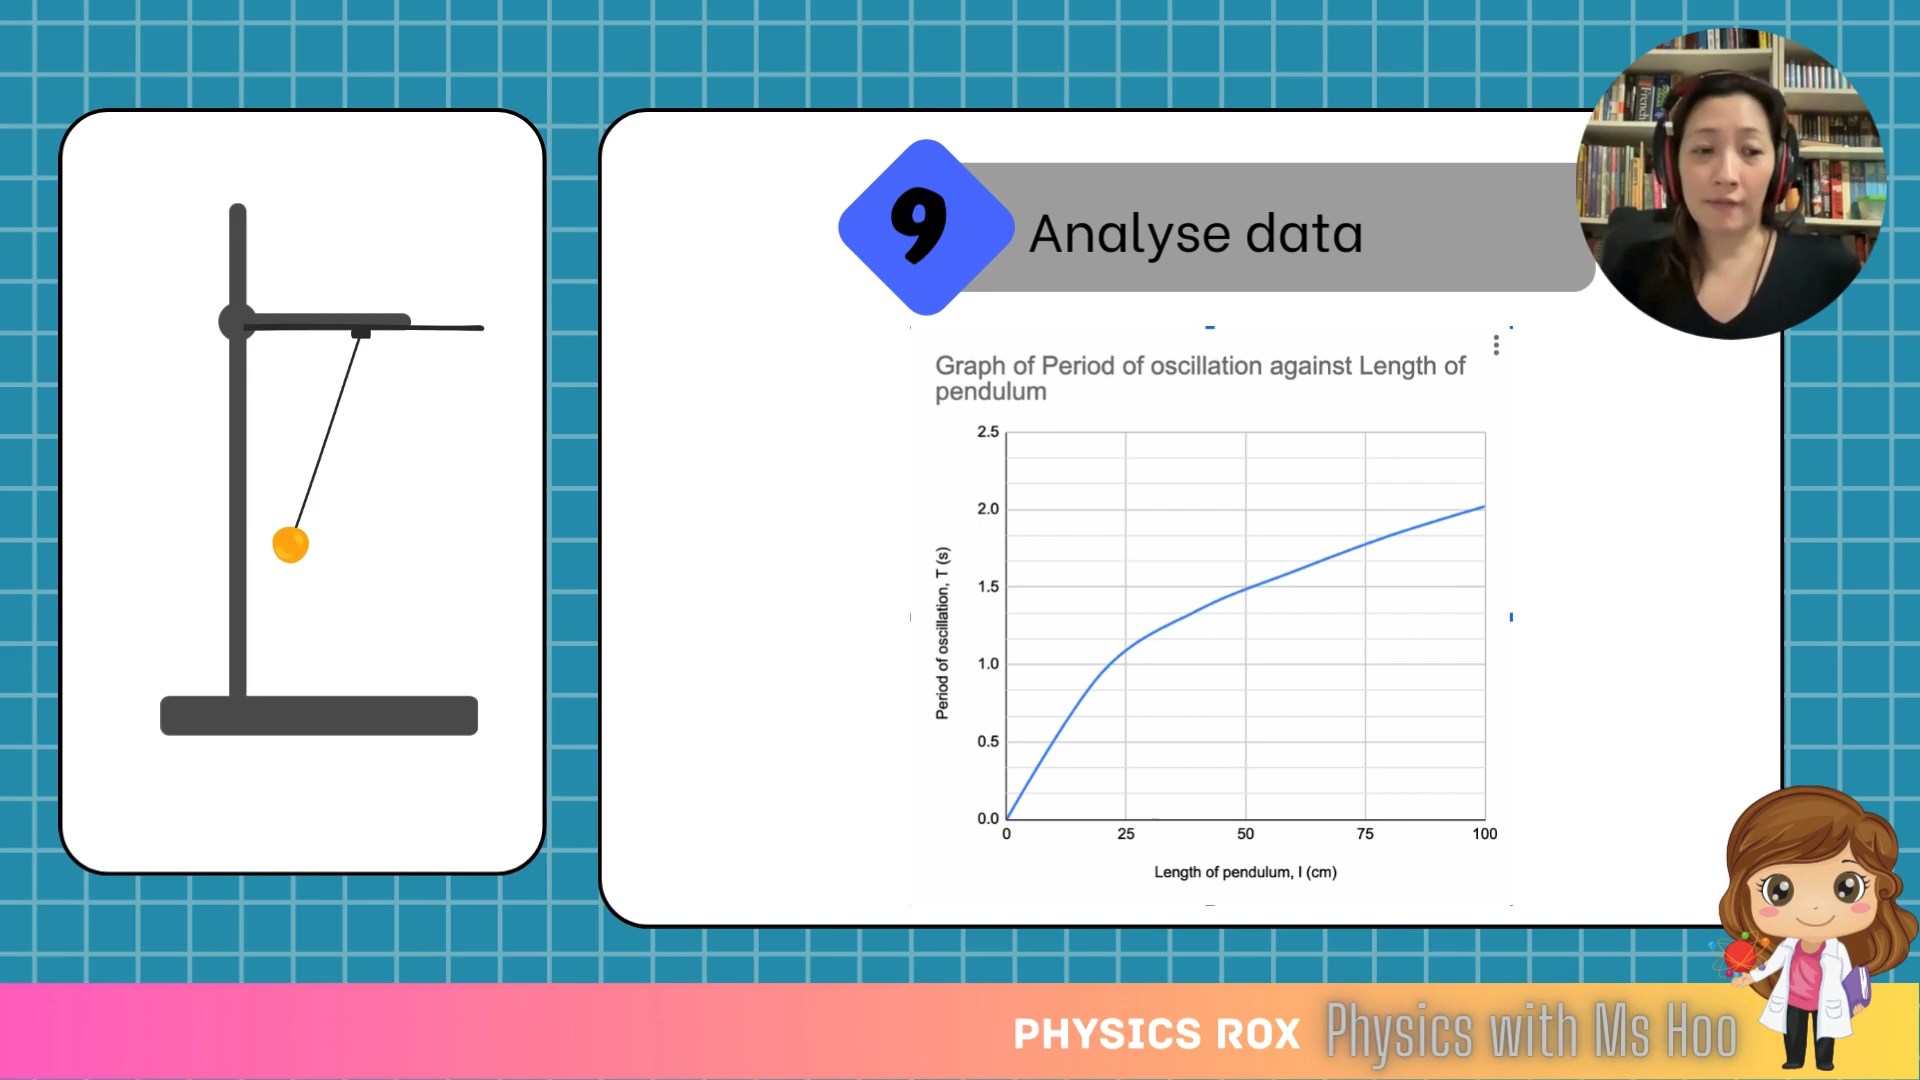 9
Analyse data
Graph of Period of oscillation against Length of
pendulum
2.5
2.0
1.5
1.0
0.5
0.0
Period of oscillation, T (s)
0 25 50 75 100
Length of pendulum, l (cm)
PHYSICS ROX Physics with Ms Hoo
French